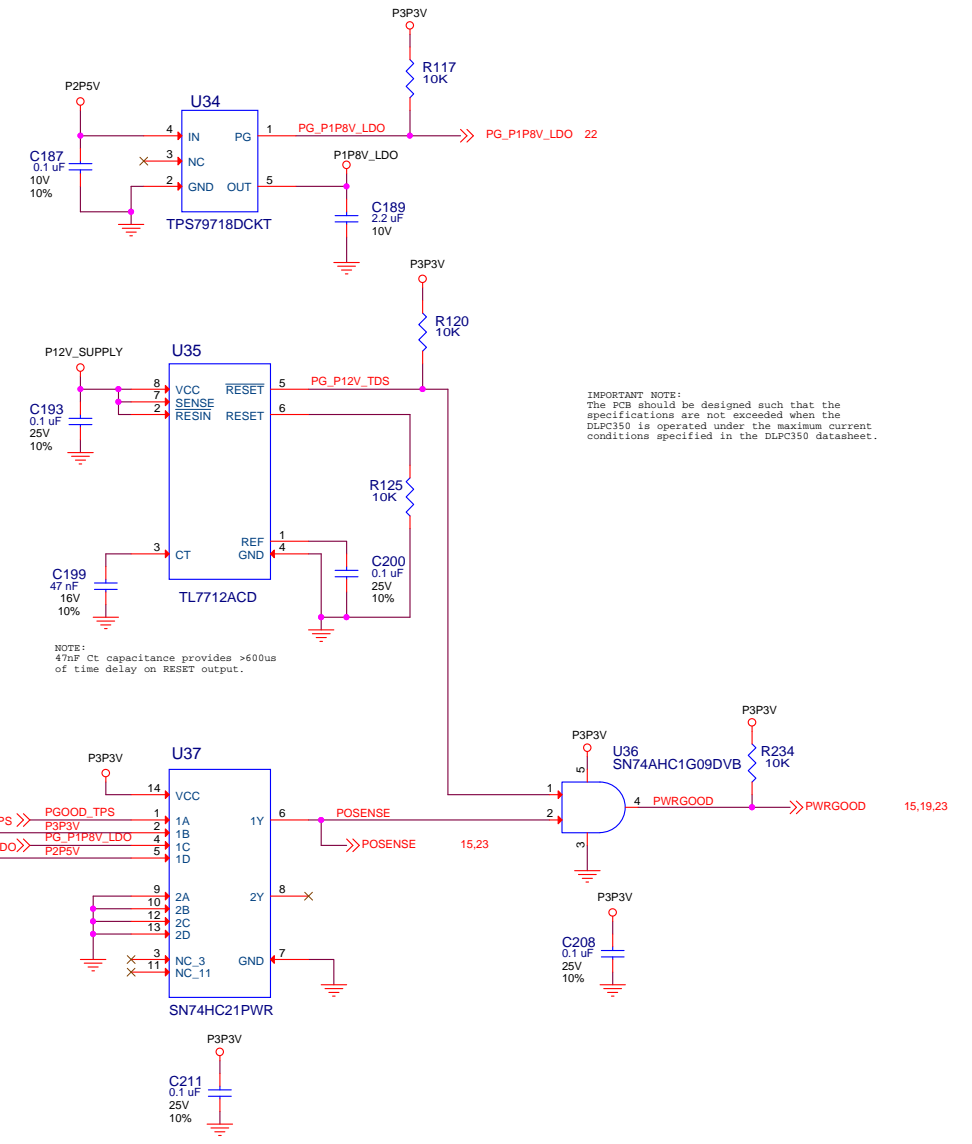 P3P3V
R117
10K
P2P5V
U34
4
IN
PG
1
PG_P1P8V_LDO
PG_P1P8V_LDO 22
C187
0.1 uF
10V
10%
3
NC
P1P8V_LDO
2
GND
OUT
5
C189
2.2 uF
10V
TPS79718DCKT
P3P3V
R120
10K
P12V_SUPPLY
U35
8
VCC
RESET
5
PG_P12V_TDS
7
SENSE
2
RESIN
RESET
6
C193
0.1 uF
25V
10%
IMPORTANT NOTE:
The PCB should be designed such that the
specifications are not exceeded when the
DLPC350 is operated under the maximum current
conditions specified in the DLPC350 datasheet.
R125
10K
REF
1
3
CT
GND
4
C199
47 nF
16V
10%
C200
0.1 uF
25V
10%
TL7712ACD
NOTE:
47nF Ct capacitance provides >600us
of time delay on RESET output.
P3P3V
U37
14
VCC
PS
PGOOD_TPS
1
1A
1Y
6
POSENSE
P3P3V
2
1B
LDO
PG_P1P8V_LDO
4
1C
POSENSE 15,23
P2P5V
5
1D
9
2A
2Y
8
10
2B
12
2C
13
2D
3
NC_3
GND
7
11
NC_11
SN74HC21PWR
P3P3V
U36
SN74AHC1G09DVB
5
1
2
4
3
PWRGOOD
P3P3V
R234
10K
PWRGOOD 15,19,23
P3P3V
C208
0.1 uF
25V
10%
P3P3V
C211
0.1 uF
25V
10%